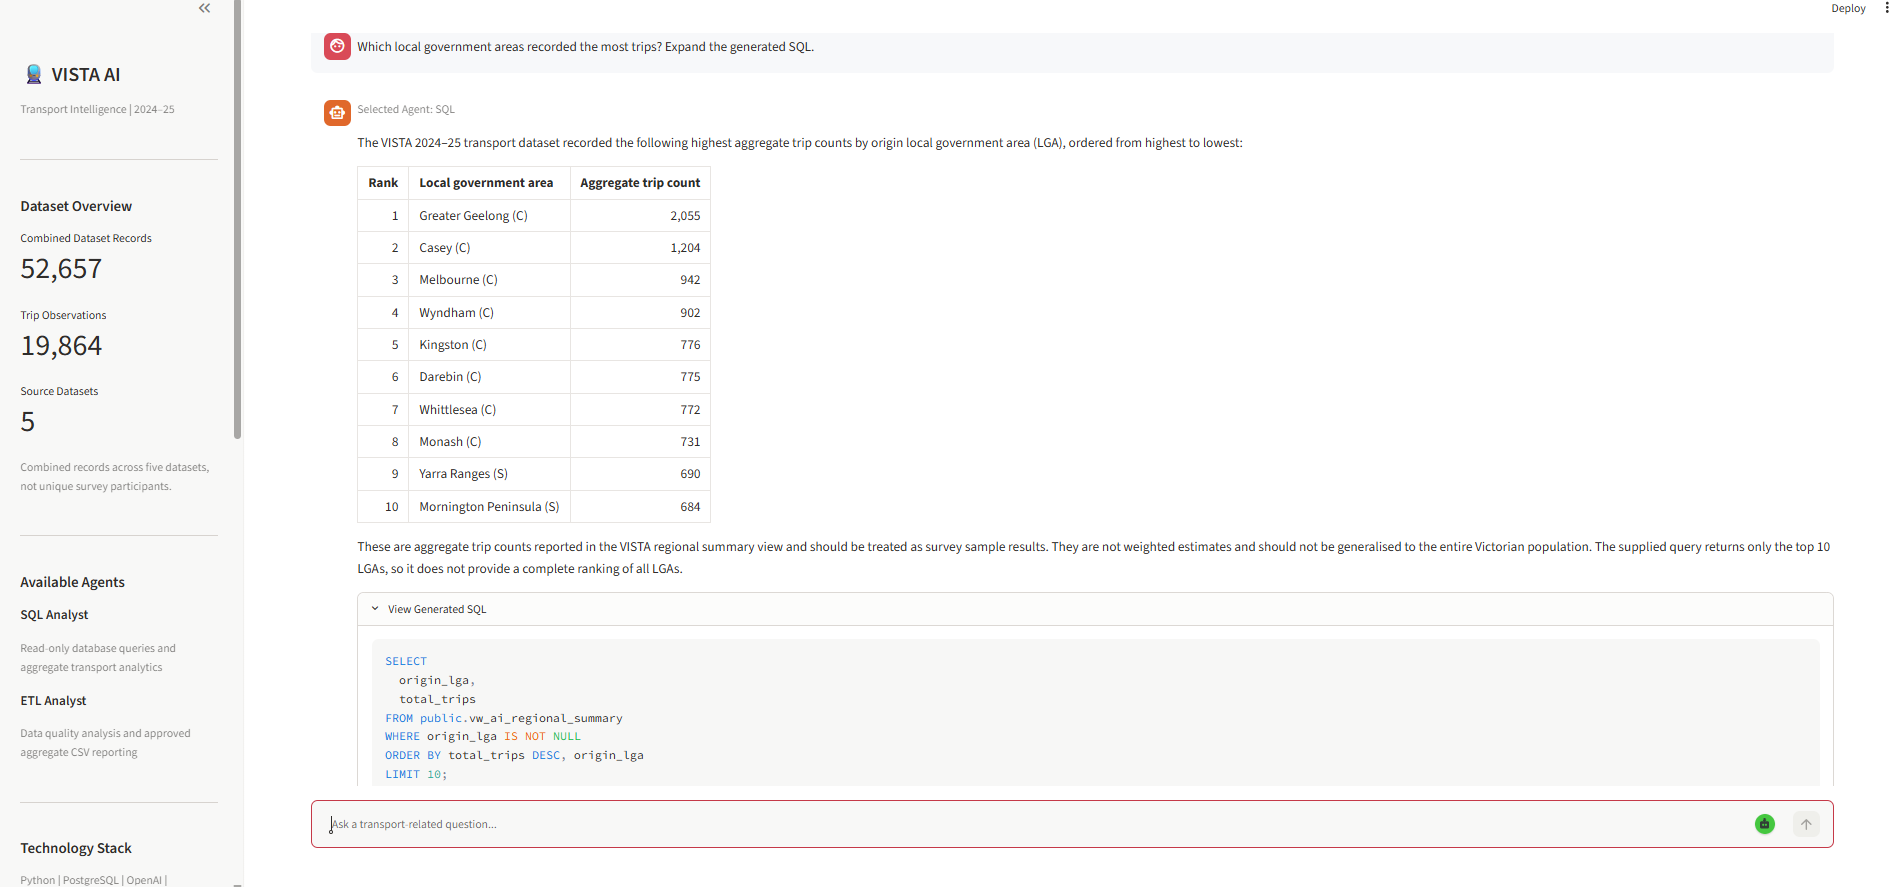 Deploy
VISTA AI
Transport Intelligence | 2024–25
Dataset Overview
Combined Dataset Records
52,657
Trip Observations
19,864
Source Datasets
5
Combined records across five datasets,
not unique survey participants.
Available Agents
SQL Analyst
Read-only database queries and
aggregate transport analytics
ETL Analyst
Data quality analysis and approved
aggregate CSV reporting
Technology Stack
Python | PostgreSQL | OpenAI |
Which local government areas recorded the most trips? Expand the generated SQL.
Selected Agent: SQL
The VISTA 2024–25 transport dataset recorded the following highest aggregate trip counts by origin local government area (LGA), ordered from highest to lowest:
Rank Local government area Aggregate trip count
1 Greater Geelong (C) 2,055
2 Casey (C) 1,204
3 Melbourne (C) 942
4 Wyndham (C) 902
5 Kingston (C) 776
6 Darebin (C) 775
7 Whittlesea (C) 772
8 Monash (C) 731
9 Yarra Ranges (S) 690
10 Mornington Peninsula (S) 684
These are aggregate trip counts reported in the VISTA regional summary view and should be treated as survey sample results. They are not weighted estimates and should not be generalised to the entire Victorian population. The supplied query returns only the top 10
LGAs, so it does not provide a complete ranking of all LGAs.
View Generated SQL
SELECT
origin_lga,
total_trips
FROM public.vw_ai_regional_summary
WHERE origin_lga IS NOT NULL
ORDER BY total_trips DESC, origin_lga
LIMIT 10;
Ask a transport-related question...